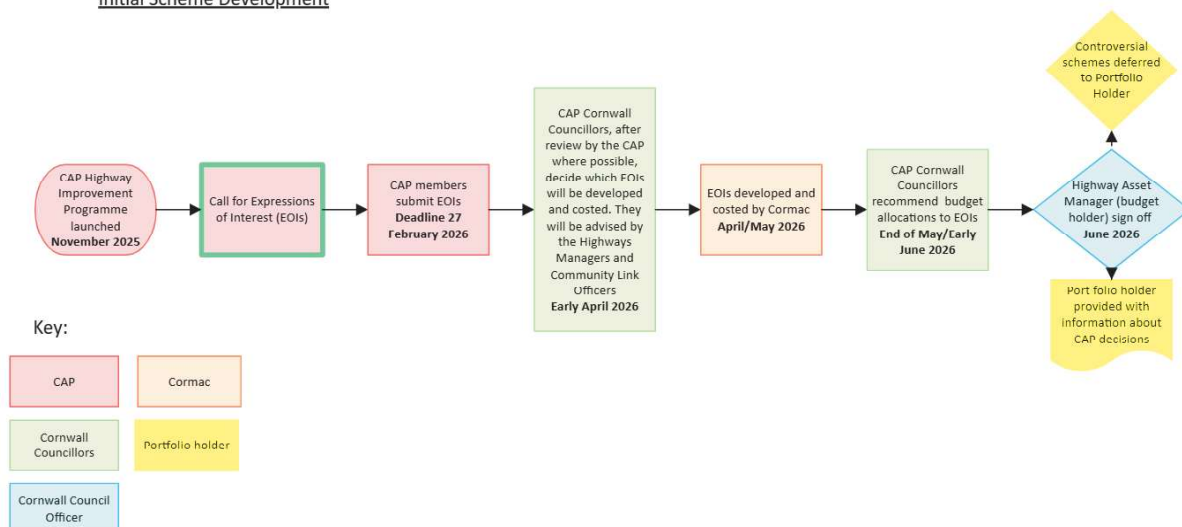 Initial Scheme Development
CAP Highway
Improvement
Programme
launched
November 2025
Call for Expressions
of Interest (EOIs)
CAP members
submit EOIs
Deadline 27
February 2026
CAP Cornwall
Councillors, after
review by the CAP
where possible,
decide which EOIs
will be developed
and costed. They
will be advised by
the Highways
Managers and
Community Link
Officers
Early April 2026
EOIs developed and
costed by Cormac
April/May 2026
CAP Cornwall
Councillors
recommend budget
allocations to EOIs
End of May/Early
June 2026
Controversial
schemes deferred
to Portfolio
Holder
Highway Asset
Manager (budget
holder) sign off
June 2026
Port folio holder
provided with
information about
CAP decisions
Key:
CAP
Cormac
Cornwall
Councillors
Portfolio holder
Cornwall Council
Officer